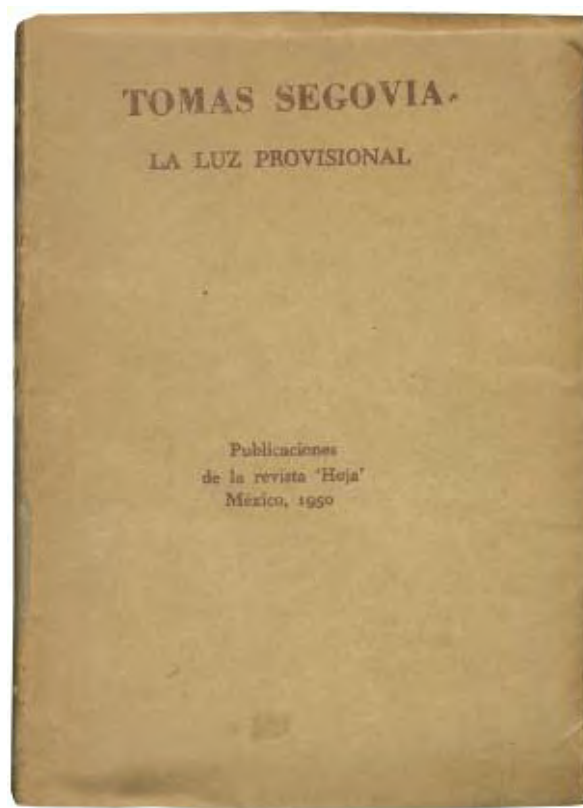 TOMAS SEGOVIA
LA LUZ PROVISIONAL
Publicaciones
de la revista 'Hoja'
México, 1950